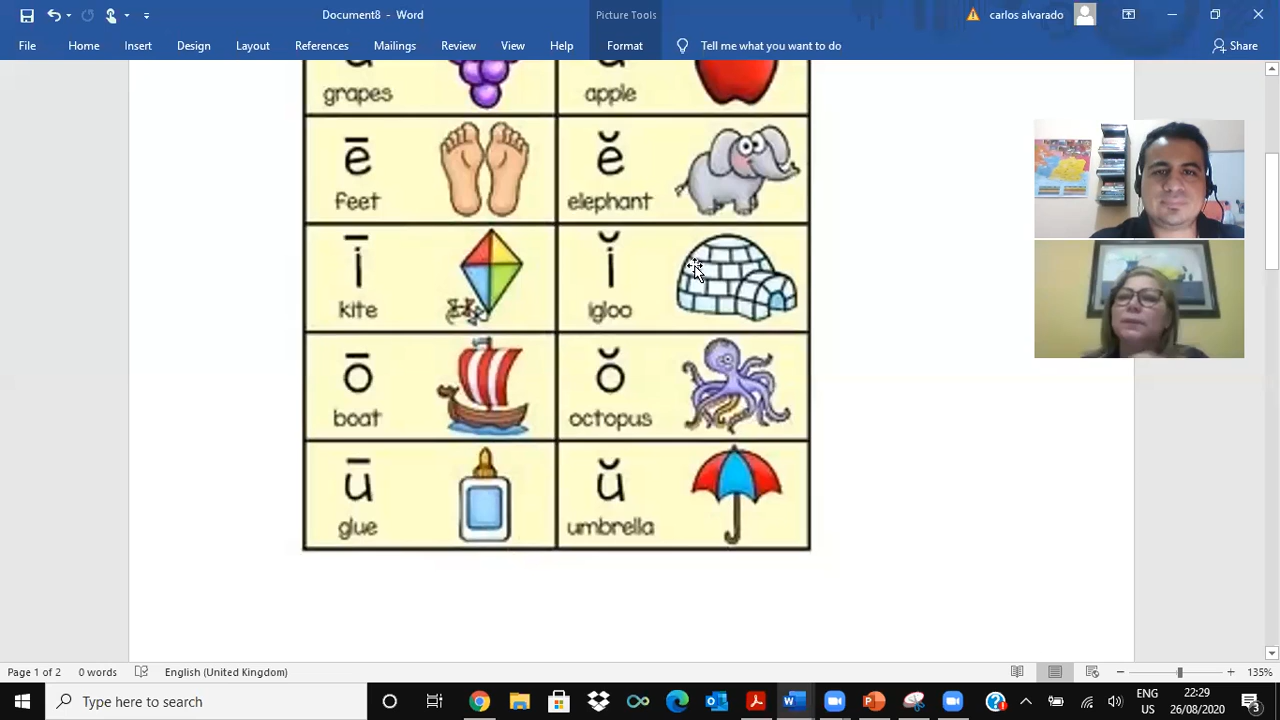 Document8 - Word
Picture Tools
carlos alvarado
File Home Insert Design Layout References Mailings Review View Help Format Tell me what you want to do Share
grapes apple
ē ĕ
feet elephant
ī ĭ
kite igloo
ō ŏ
boat octopus
ū ŭ
glue umbrella
Page 1 of 2 0 words English (United Kingdom) 135%
Type here to search
ENG 22:29
US 26/08/2020 3